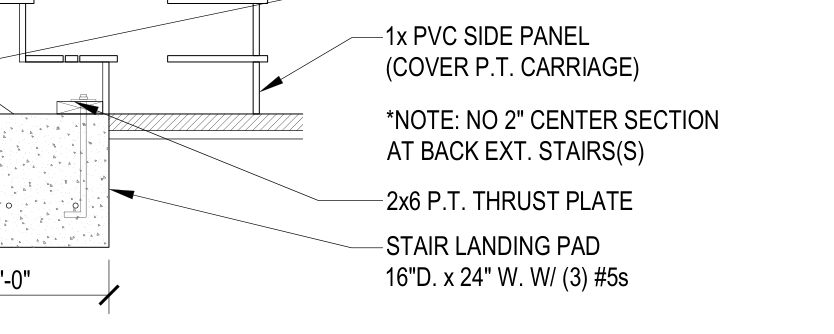 1x PVC SIDE PANEL
(COVER P.T. CARRIAGE)
*NOTE: NO 2" CENTER SECTION
AT BACK EXT. STAIRS(S)
2x6 P.T. THRUST PLATE
STAIR LANDING PAD
16"D. x 24" W. W/ (3) #5s
'-0"